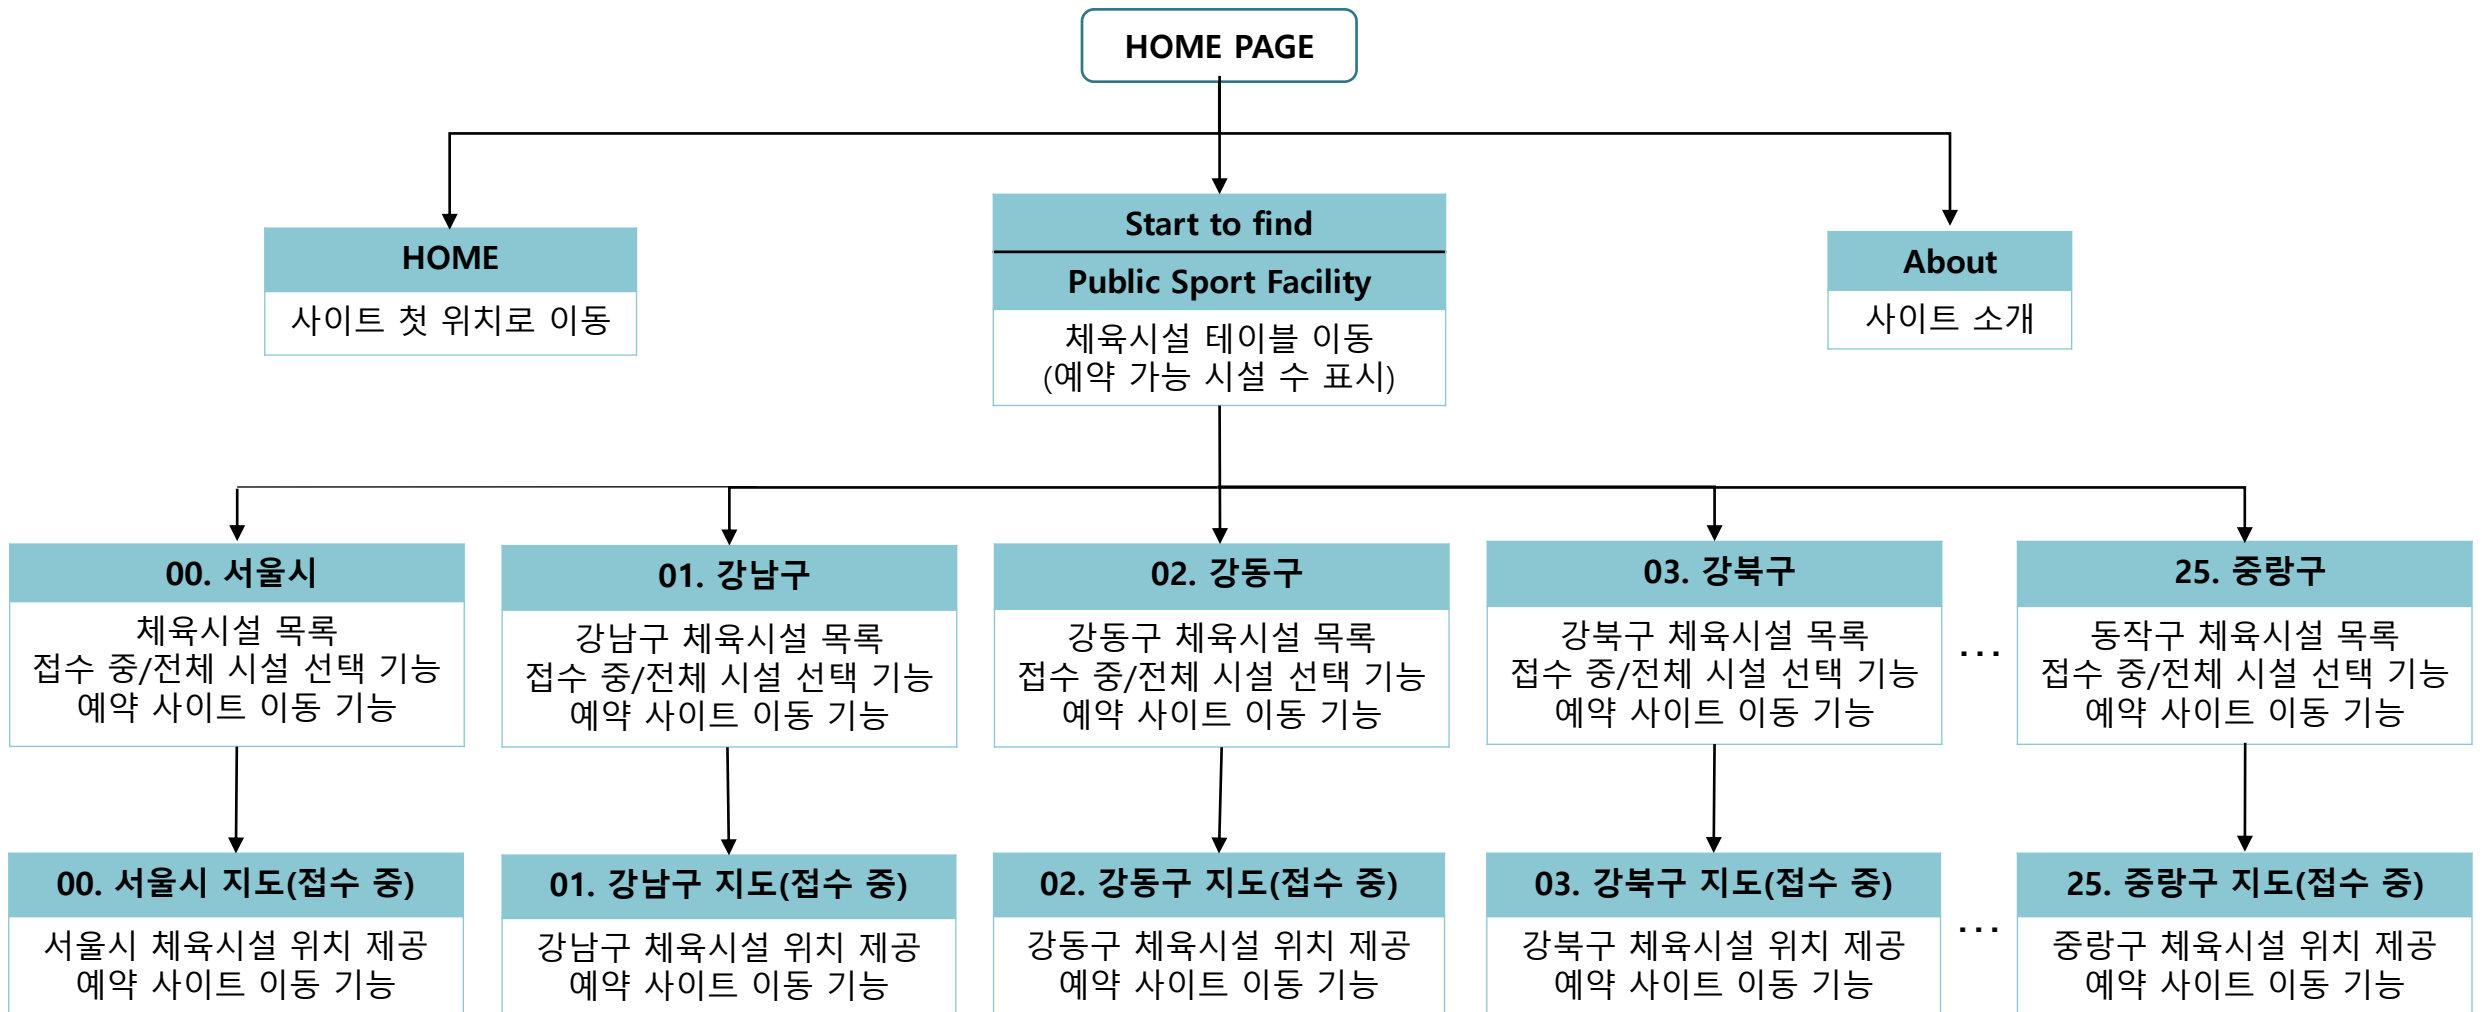 HOME PAGE
HOME
사이트 첫 위치로 이동
Start to find
Public Sport Facility
체육시설 테이블 이동
(예약 가능 시설 수 표시)
About
사이트 소개
00. 서울시
체육시설 목록
접수 중/전체 시설 선택 기능
예약 사이트 이동 기능
01. 강남구
강남구 체육시설 목록
접수 중/전체 시설 선택 기능
예약 사이트 이동 기능
02. 강동구
강동구 체육시설 목록
접수 중/전체 시설 선택 기능
예약 사이트 이동 기능
03. 강북구
강북구 체육시설 목록
접수 중/전체 시설 선택 기능
예약 사이트 이동 기능
...
25. 중랑구
동작구 체육시설 목록
접수 중/전체 시설 선택 기능
예약 사이트 이동 기능
00. 서울시 지도(접수 중)
서울시 체육시설 위치 제공
예약 사이트 이동 기능
01. 강남구 지도(접수 중)
강남구 체육시설 위치 제공
예약 사이트 이동 기능
02. 강동구 지도(접수 중)
강동구 체육시설 위치 제공
예약 사이트 이동 기능
03. 강북구 지도(접수 중)
강북구 체육시설 위치 제공
예약 사이트 이동 기능
...
25. 중랑구 지도(접수 중)
중랑구 체육시설 위치 제공
예약 사이트 이동 기능